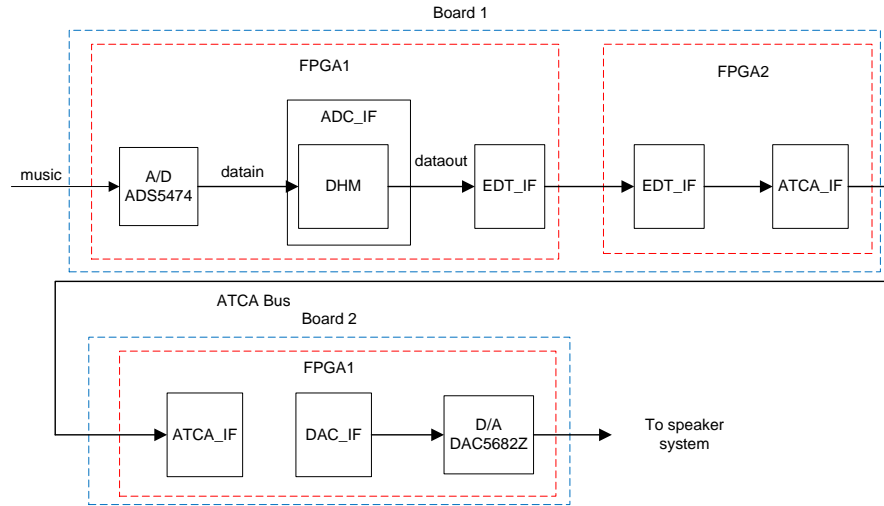 Board 1
FPGA1
FPGA2
ADC_IF
music
A/D
ADS5474
datain
DHM
dataout
EDT_IF
EDT_IF
ATCA_IF
ATCA Bus
Board 2
FPGA1
ATCA_IF
DAC_IF
D/A
DAC5682Z
To speaker
system